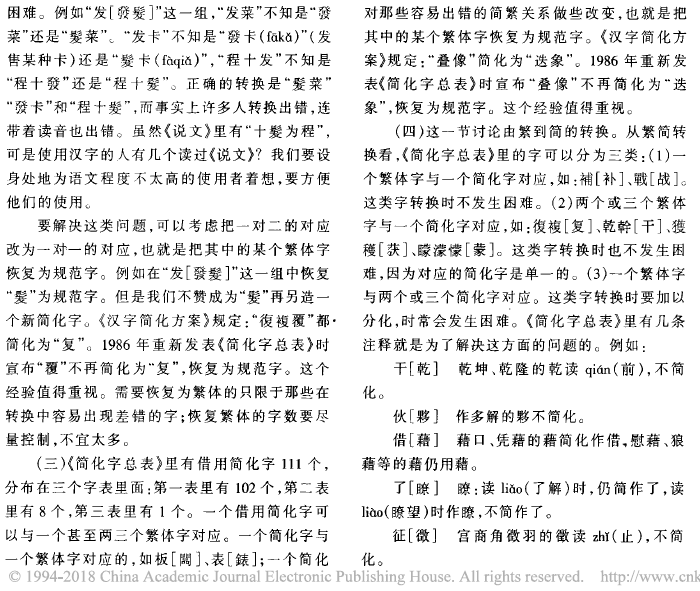 困难。例如“发[發髮]”这一组,“发菜”不知是“發
菜”还是“髮菜”。“发卡”不知是“發卡(fākǎ)”(发
售某种卡)还是“髮卡(fàqiǎ)”,“程十发”不知是
“程十發”还是“程十髮”。正确的转换是“髮菜”
“發卡”和“程十髮”,而事实上许多人转换出错,连
带着读音也出错。虽然《说文》里有“十髮为程”,
可是使用汉字的人有几个读过《说文》?我们要设
身处地为语文程度不太高的使用者着想,要方便
他们的使用。
要解决这类问题,可以考虑把一对二的对应
改为一对一的对应,也就是把其中的某个繁体字
恢复为规范字。例如在“发[發髮]”这一组中恢复
“髮”为规范字。但是我们不赞成为“髮”再另造一
个新简化字。《汉字简化方案》规定:“復複覆”都
简化为“复”。1986年重新发表《简化字总表》时
宣布“覆”不再简化为“复”,恢复为规范字。这个
经验值得重视。需要恢复为繁体的只限于那些在
转换中容易出现差错的字;恢复繁体的字数要尽
量控制,不宜太多。
(三)《简化字总表》里有借用简化字111个,
分布在三个字表里面:第一表里有102个,第二表
里有8个,第三表里有1个。一个借用简化字可
以与一个甚至两三个繁体字对应。一个简化字与
一个繁体字对应的,如板[闆]、表[錶];一个简化
对那些容易出错的简繁关系做些改变,也就是把
其中的某个繁体字恢复为规范字。《汉字简化方
案》规定:“叠像”简化为“迭象”。1986年重新发
表《简化字总表》时宣布“叠像”不再简化为“迭
象”,恢复为规范字。这个经验值得重视。
(四)这一节讨论由繁到简的转换。从繁简转
换看,《简化字总表》里的字可以分为三类:(1)一
个繁体字与一个简化字对应,如:補[补]、戰[战]。
这类字转换时不发生困难。(2)两个或三个繁体
字与一个简化字对应,如:復複[复]、乾幹[干]、獲
穫[获]、矇濛懞[蒙]。这类字转换时也不发生困
难,因为对应的简化字是单一的。(3)一个繁体字
与两个或三个简化字对应。这类字转换时要加以
分化,时常会发生困难。《简化字总表》里有几条
注释就是为了解决这方面的问题的。例如:
干[乾] 乾坤、乾隆的乾读qián(前),不简
化。
伙[夥] 作多解的夥不简化。
借[藉] 藉口、凭藉的藉简化作借,慰藉、狼
藉等的藉仍用藉。
了[瞭] 瞭:读liǎo(了解)时,仍简作了,读
liào(瞭望)时作瞭,不简作了。
征[徵] 宫商角徵羽的徵读zhǐ(止),不简
化。
© 1994-2018 China Academic Journal Electronic Publishing House. All rights reserved. http://www.cnk